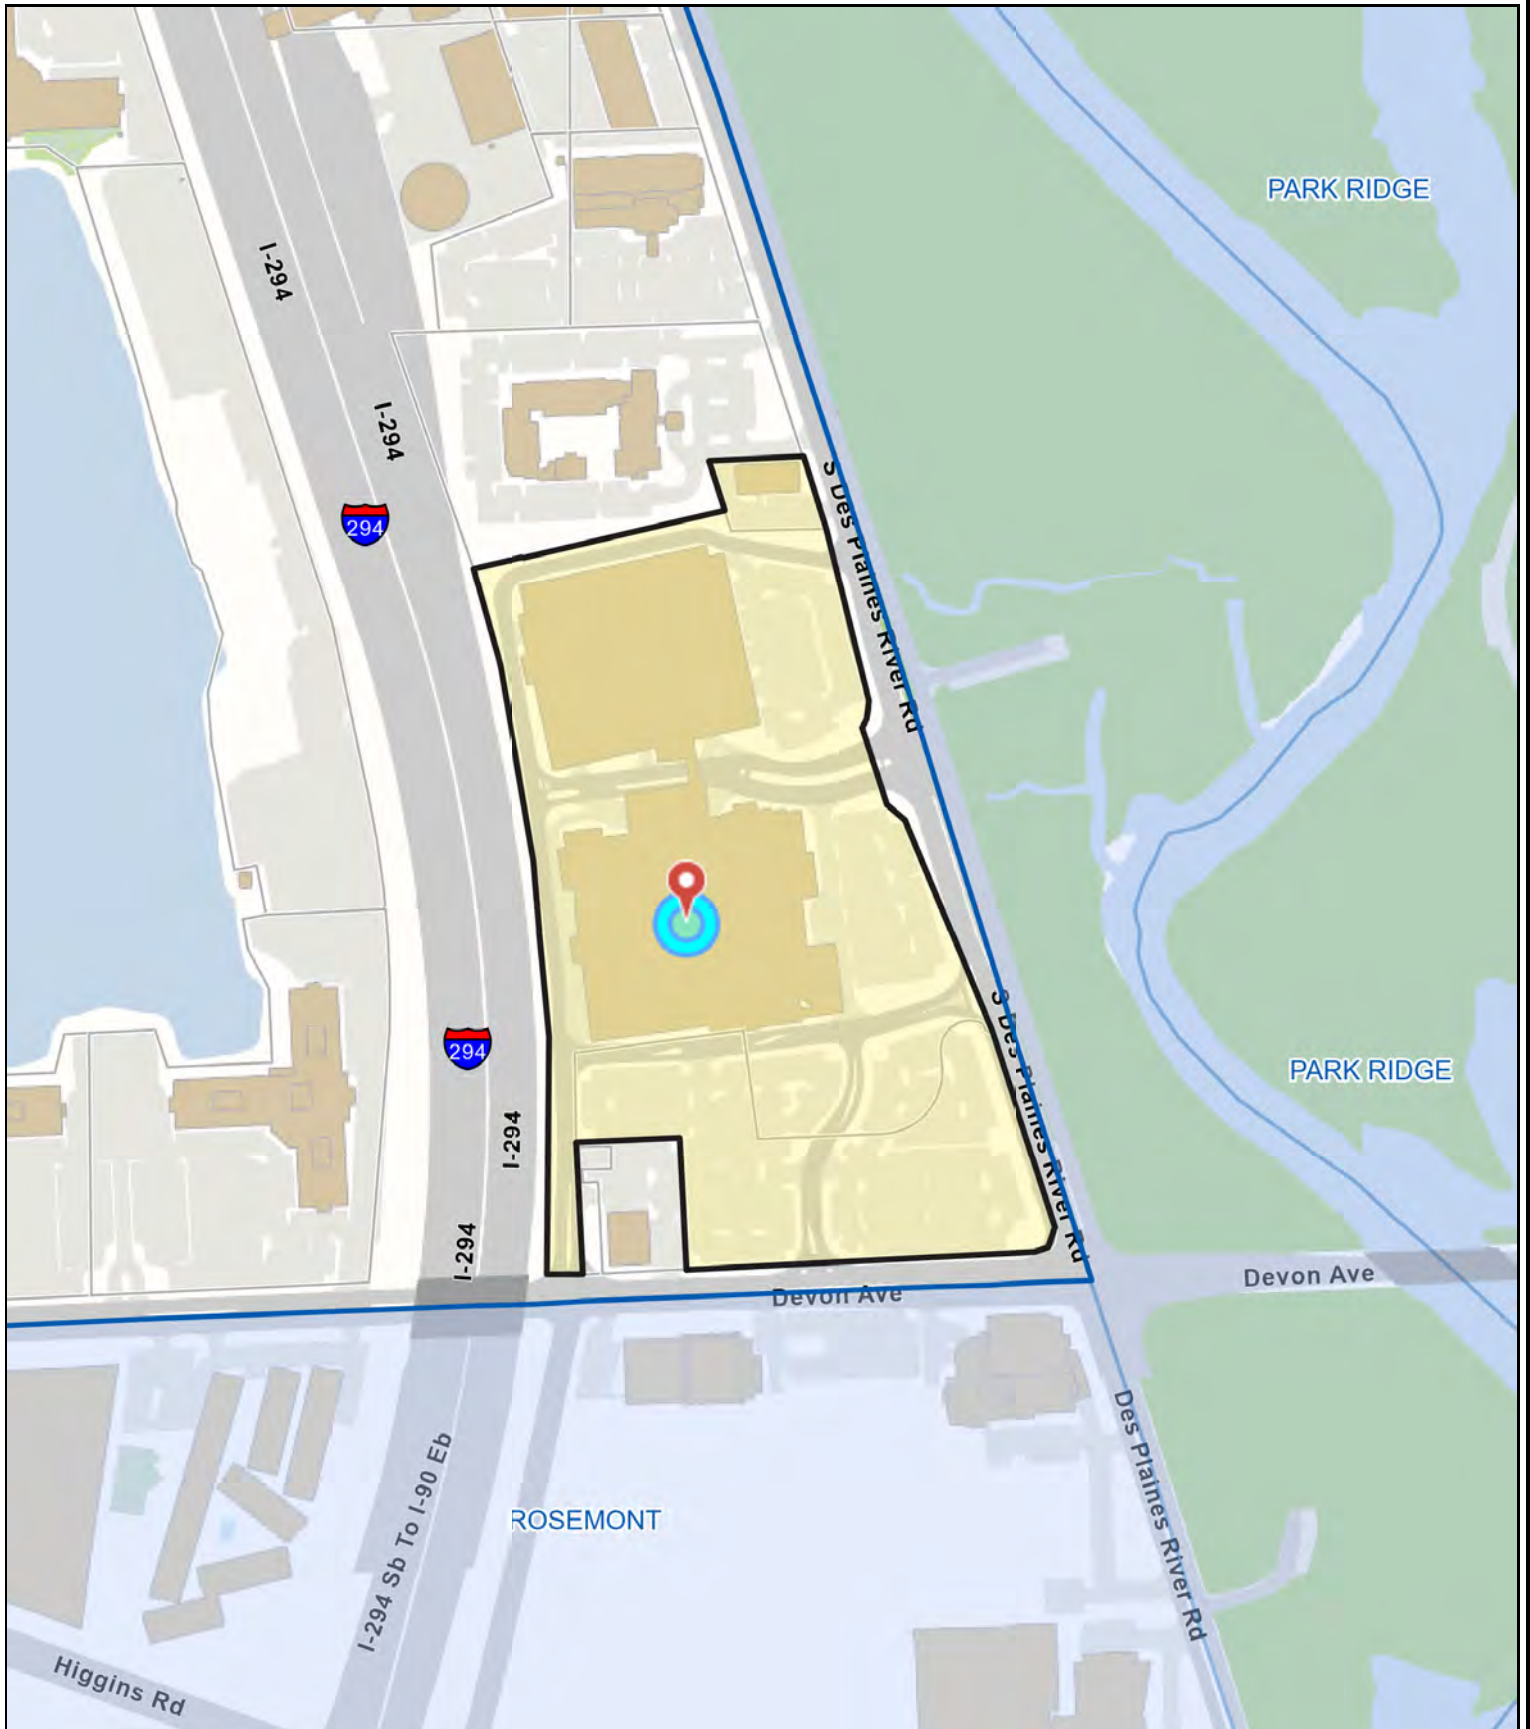 PARK RIDGE
I-294
I-294
S Des Plaines River Rd
294
S Des Plaines River Rd
294
PARK RIDGE
I-294
I-294
Devon Ave
Devon Ave
Des Plaines River Rd
I-294 Sb To I-90 Eb
ROSEMONT
Higgins Rd